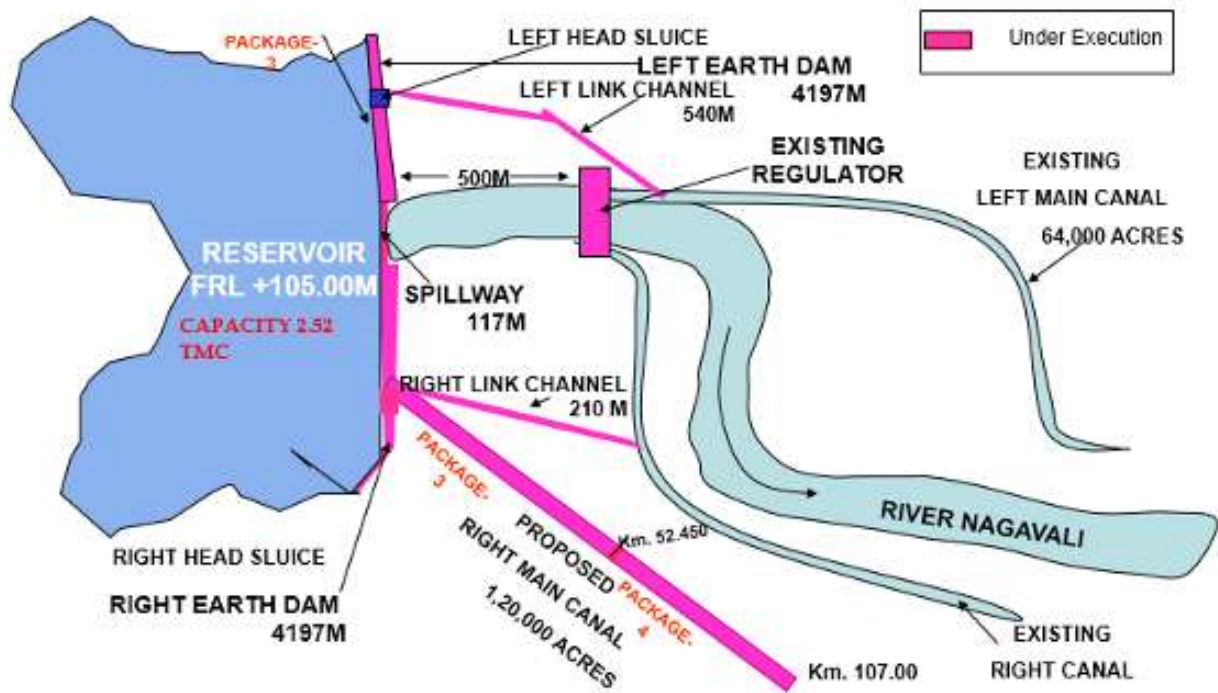 PACKAGE-
3
LEFT HEAD SLUICE
LEFT EARTH DAM
4197M
LEFT LINK CHANNEL
540M
Under Execution
500M
EXISTING
REGULATOR
EXISTING
LEFT MAIN CANAL
64,000 ACRES
RESERVOIR
FRL +105.00M
CAPACITY 2.52
TMC
SPILLWAY
117M
RIGHT LINK CHANNEL
210 M
PACKAGE-
3
PROPOSED
RIGHT MAIN CANAL
1,20,000 ACRES
Km. 52.450
PACKAGE-
4
Km. 107.00
RIVER NAGAVALI
RIGHT HEAD SLUICE
RIGHT EARTH DAM
4197M
EXISTING
RIGHT CANAL